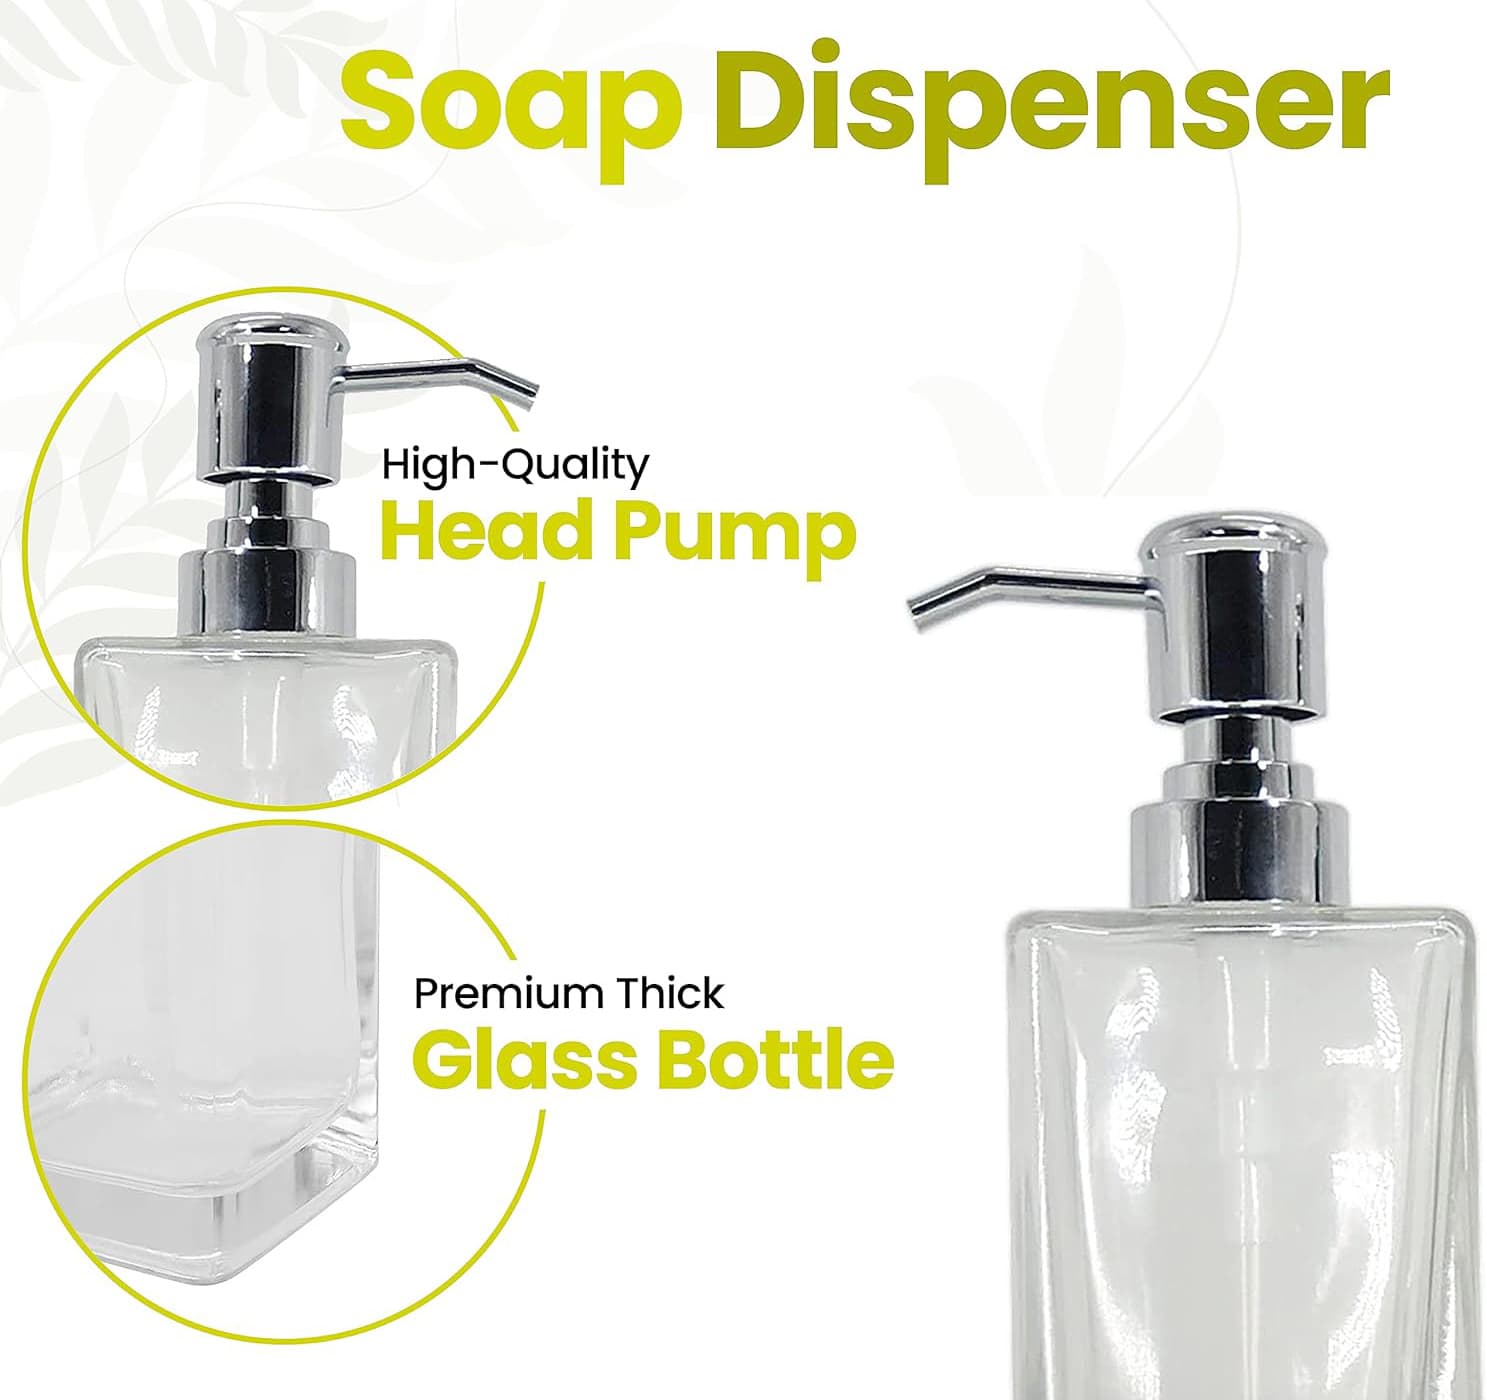 Soap Dispenser
High-Quality
Head Pump
Premium Thick
Glass Bottle